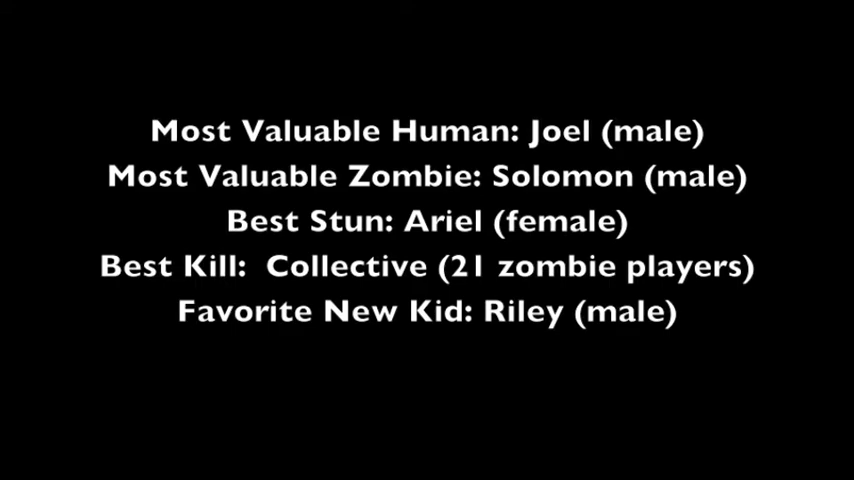 Most Valuable Human: Joel (male)
Most Valuable Zombie: Solomon (male)
Best Stun: Ariel (female)
Best Kill:  Collective (21 zombie players)
Favorite New Kid: Riley (male)